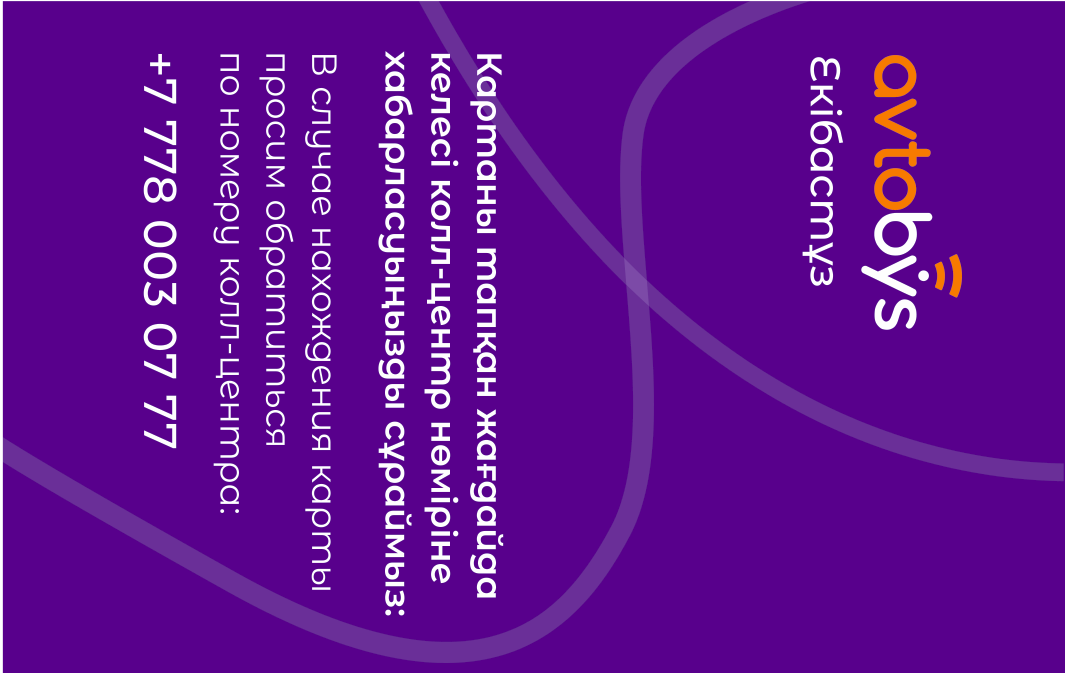 avtobys
Екібастұз
Картаны тапқан жағдайда
келесі колл-центр нөміріне
хабарласуыңызды сұраймыз:
В случае нахождения карты
просим обратиться
по номеру колл-центра:
+7 778 003 07 77